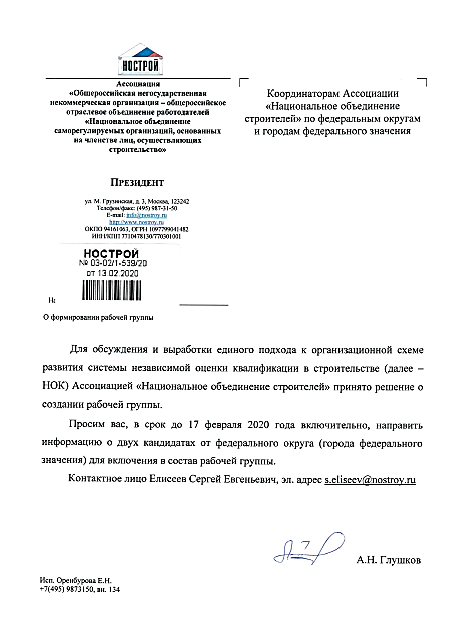 НОСТРОЙ
Ассоциация
«Общероссийская негосударственная
некоммерческая организация – общероссийское
отраслевое объединение работодателей
«Национальное объединение
саморегулируемых организаций, основанных
на членстве лиц, осуществляющих
строительство»
ПРЕЗИДЕНТ
ул. М. Грузинская, д. 3, Москва, 123242
Телефон/факс: (495) 987-31-50
E-mail: info@nostroy.ru
http://www.nostroy.ru
ОКПО 94161063, ОГРН 1097799041482
ИНН/КПП 7710478130/770301001
НОСТРОЙ
№ 03-02/1-539/20
от 13.02.2020
№
Координаторам Ассоциации
«Национальное объединение
строителей» по федеральным округам
и городам федерального значения
О формировании рабочей группы
Для обсуждения и выработки единого подхода к организационной схеме
развития системы независимой оценки квалификации в строительстве (далее –
НОК) Ассоциацией «Национальное объединение строителей» принято решение о
создании рабочей группы.
Просим вас, в срок до 17 февраля 2020 года включительно, направить
информацию о двух кандидатах от федерального округа (города федерального
значения) для включения в состав рабочей группы.
Контактное лицо Елисеев Сергей Евгеньевич, эл. адрес s.eliseev@nostroy.ru
А.Н. Глушков
Исп. Оренбурова Е.Н.
+7(495) 9873150, вн. 134